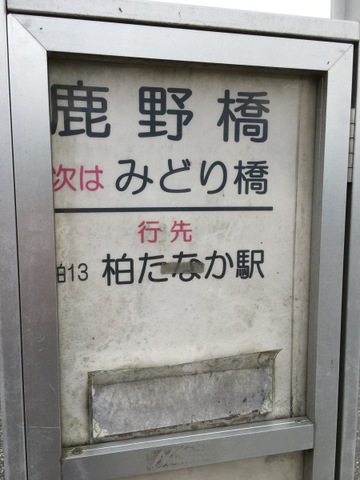 鹿野橋
次は みどり橋
行先
柏13 柏たなか駅